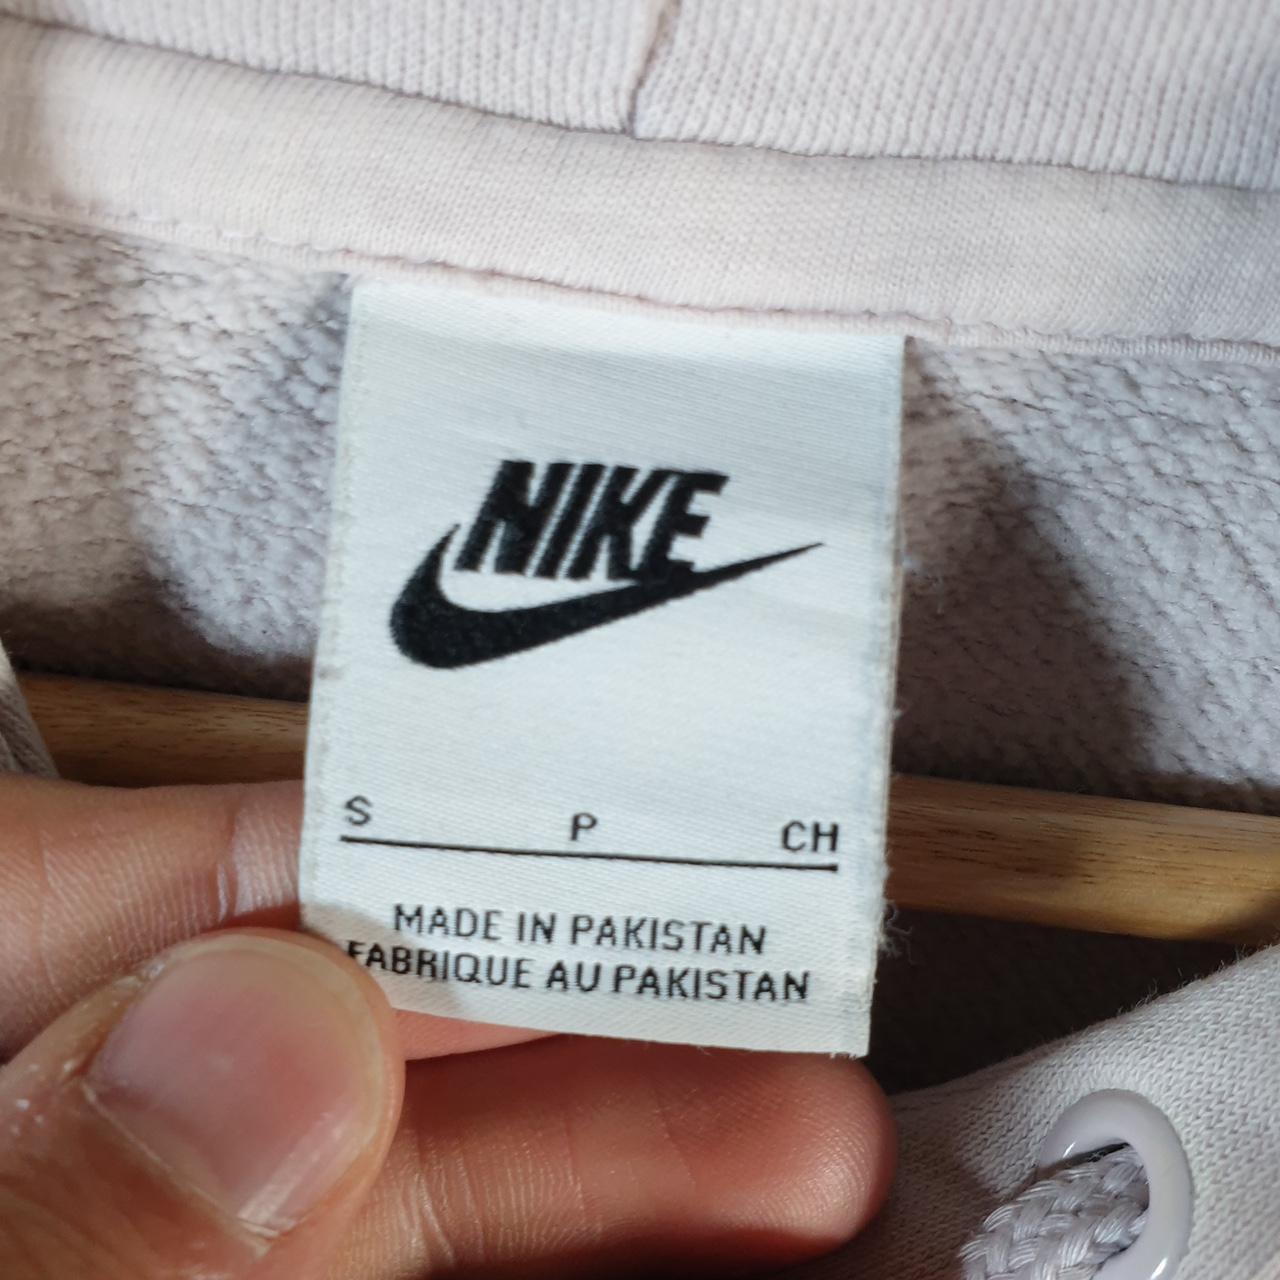 NIKE
S P CH
MADE IN PAKISTAN
FABRIQUE AU PAKISTAN